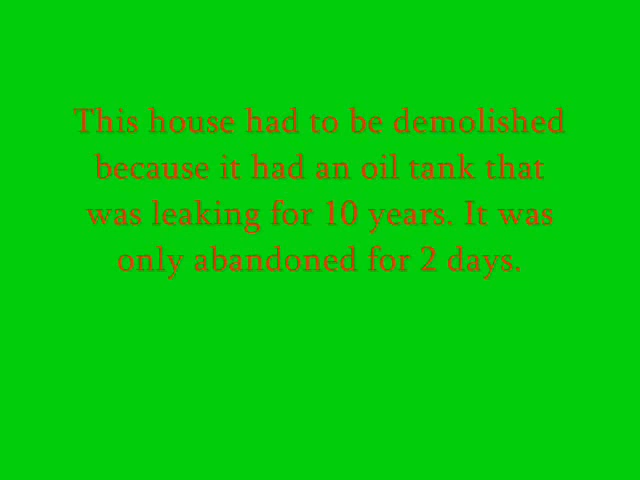 This house had to be demolished
because it had an oil tank that
was leaking for 10 years. It was
only abandoned for 2 days.